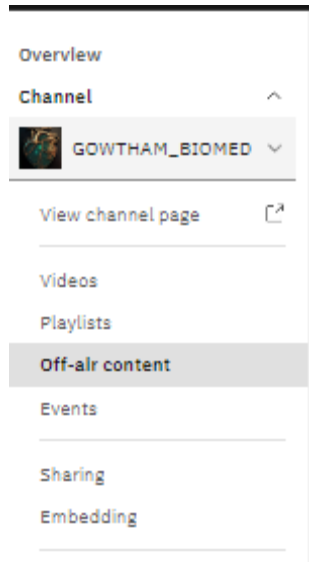 Overview
Channel
GOWTHAM_BIOMED
View channel page
Videos
Playlists
Off-air content
Events
Sharing
Embedding